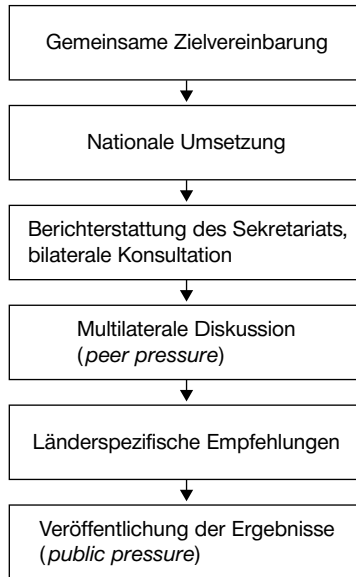 Gemeinsame Zielvereinbarung
Nationale Umsetzung
Berichterstattung des Sekretariats,
bilaterale Konsultation
Multilaterale Diskussion
(peer pressure)
Länderspezifische Empfehlungen
Veröffentlichung der Ergebnisse
(public pressure)